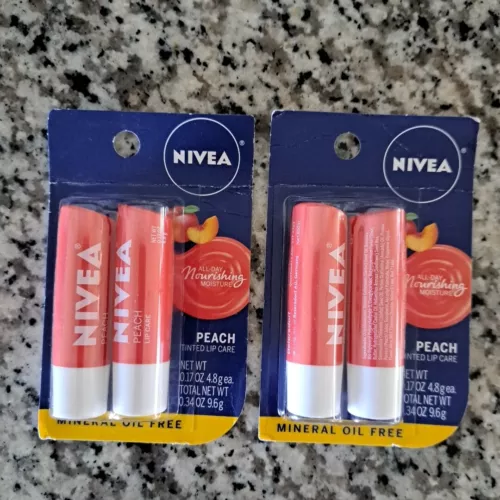 NIVEA
NIVEA
PEACH
NIVEA
PEACH
LIP CARE
ALL-DAY
Nourishing
MOISTURE
PEACH
TINTED LIP CARE
NET WT
0.17 OZ 4.8g ea.
TOTAL NET WT
0.34 OZ 9.6g
MINERAL OIL FREE
NIVEA
NIVEA
ALL-DAY
Nourishing
MOISTURE
PEACH
TINTED LIP CARE
NET WT
.17 OZ 4.8g ea.
OTAL NET WT
.34 OZ 9.6g
MINERAL OIL FREE